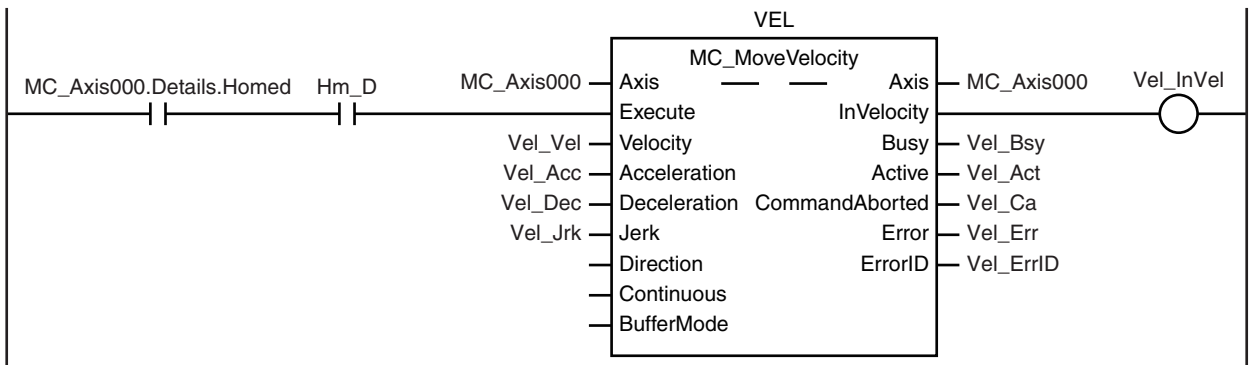 VEL
MC_MoveVelocity
MC_Axis000.Details.Homed Hm_D MC_Axis000 Axis Axis MC_Axis000 Vel_InVel
Execute InVelocity
Vel_Vel Velocity Busy Vel_Bsy
Vel_Acc Acceleration Active Vel_Act
Vel_Dec Deceleration CommandAborted Vel_Ca
Vel_Jrk Jerk Error Vel_Err
Direction ErrorID Vel_ErrID
Continuous
BufferMode